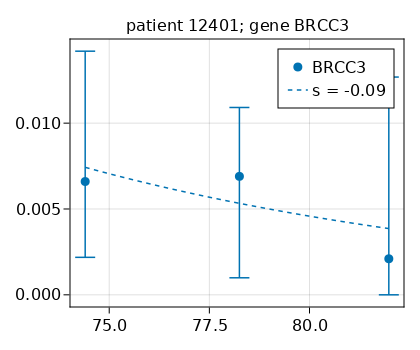 patient 12401; gene BRCC3
BRCC3
s = -0.09
0.010
0.005
0.000
75.0 77.5 80.0